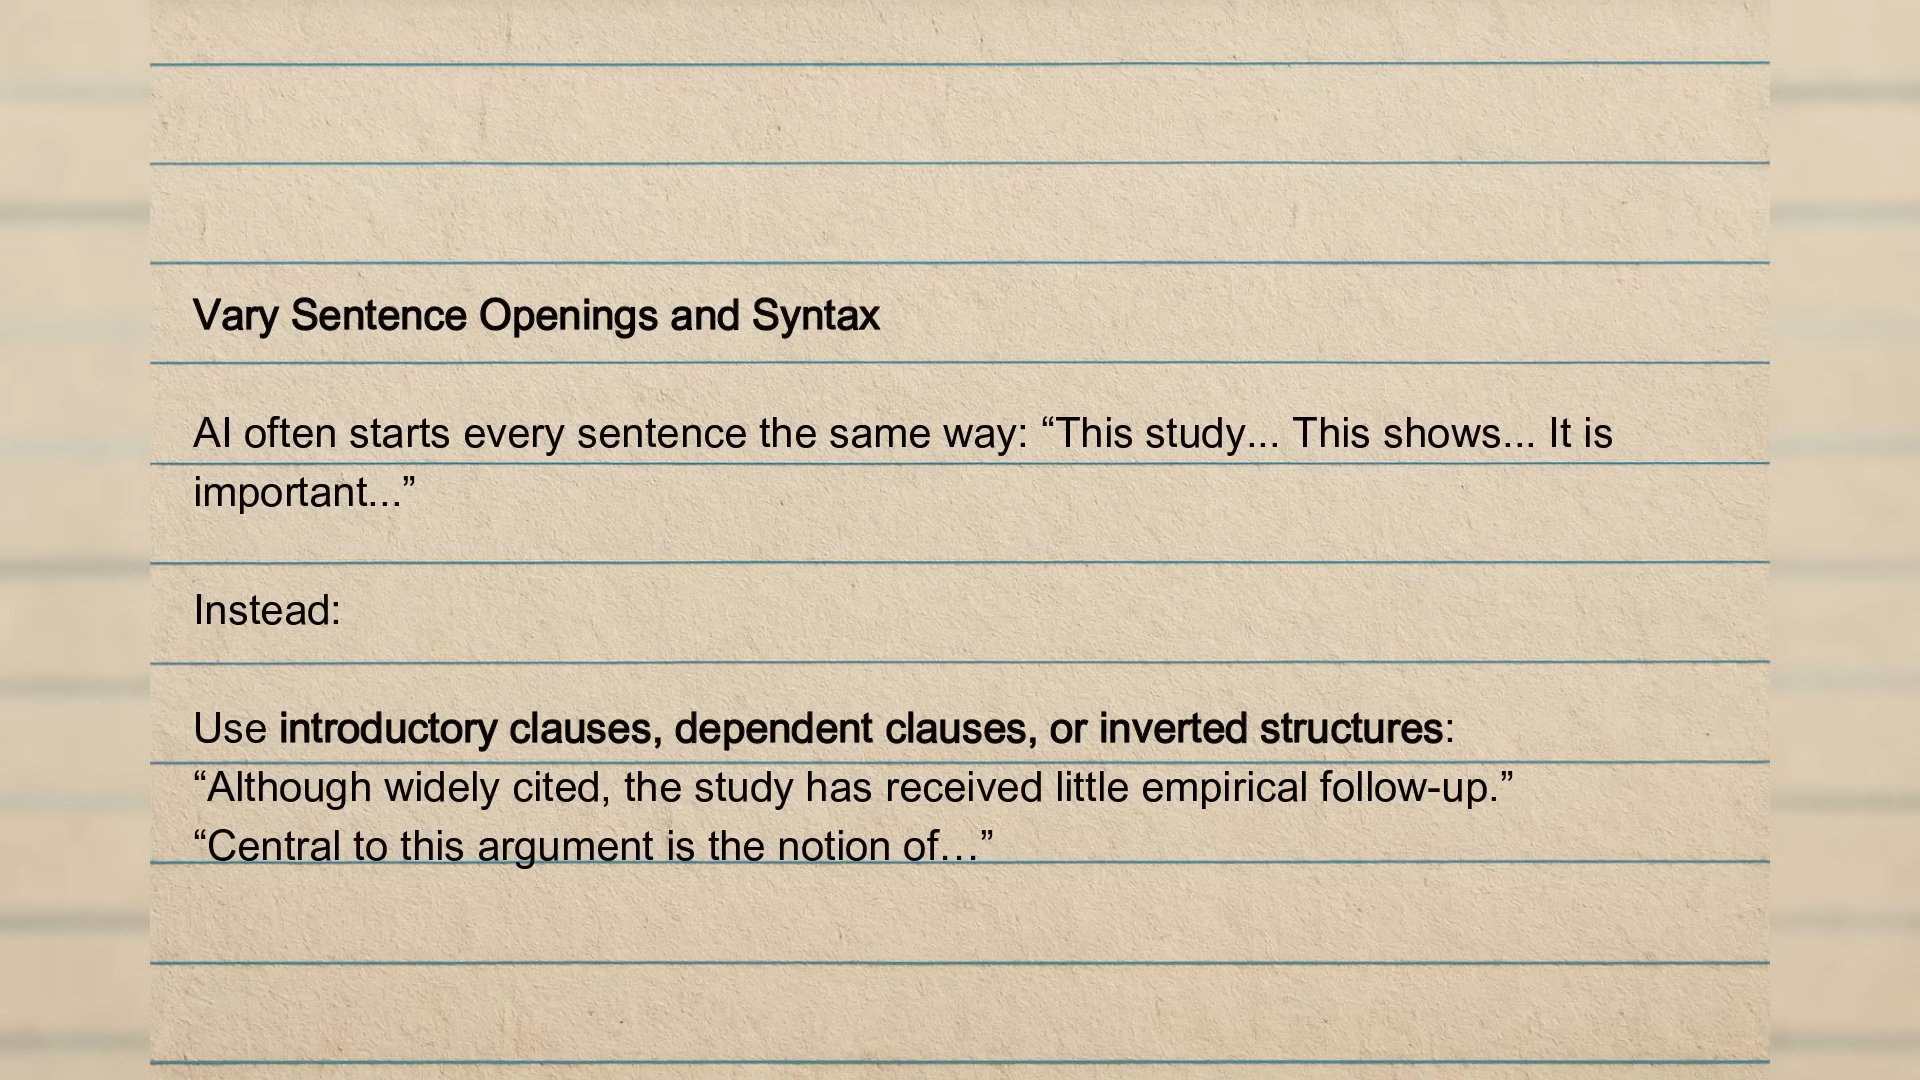 Vary Sentence Openings and Syntax
AI often starts every sentence the same way: “This study... This shows... It is
important...”
Instead:
Use introductory clauses, dependent clauses, or inverted structures:
“Although widely cited, the study has received little empirical follow-up.”
“Central to this argument is the notion of…”